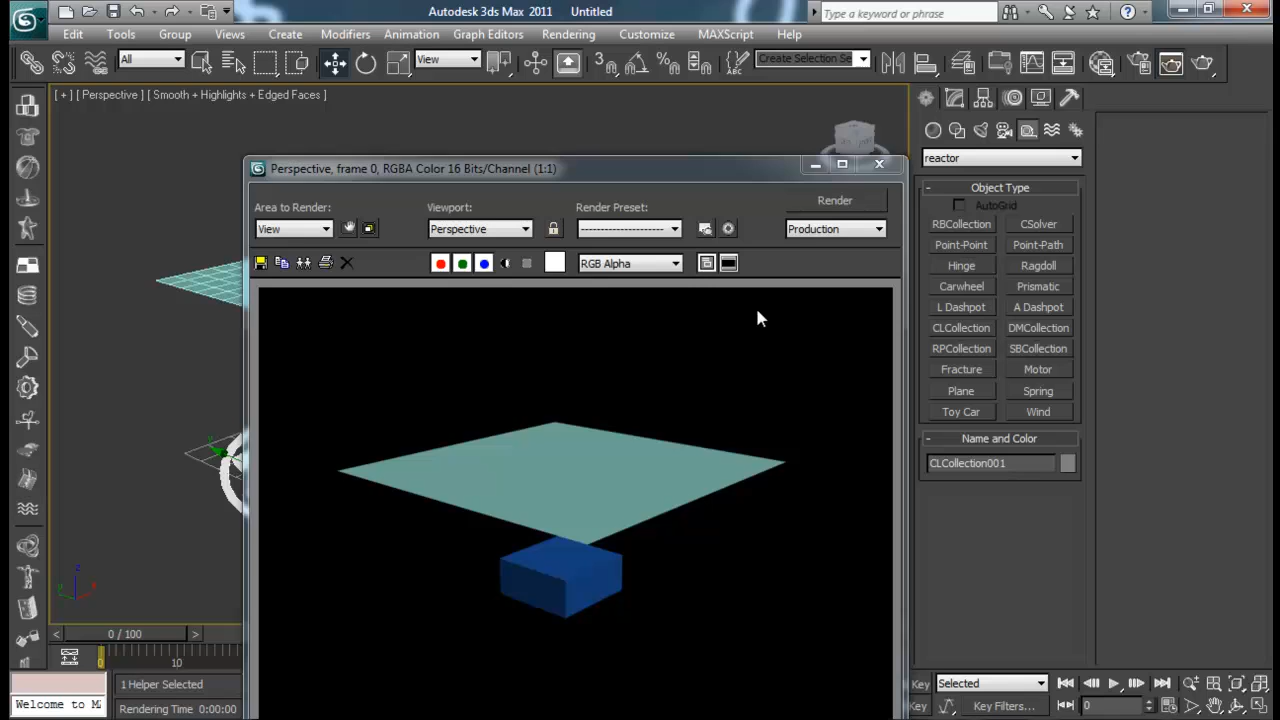 Autodesk 3ds Max 2011 Untitled
Type a keyword or phrase
Edit Tools Group Views Create Modifiers Animation Graph Editors Rendering Customize MAXScript Help
All
View
Create Selection Se
[ + ] [ Perspective ] [ Smooth + Highlights + Edged Faces ]
reactor
Perspective, frame 0, RGBA Color 16 Bits/Channel (1:1)
Area to Render:
Viewport:
Render Preset:
Render
View
Perspective
--------------------
Production
RGB Alpha
- Object Type
AutoGrid
RBCollection CSolver
Point-Point Point-Path
Hinge Ragdoll
Carwheel Prismatic
L Dashpot A Dashpot
CLCollection DMCollection
RPCollection SBCollection
Fracture Motor
Plane Spring
Toy Car Wind
- Name and Color
CLCollection001
z
x
< 0 / 100 >
0 10
1 Helper Selected
Welcome to M
Rendering Time 0:00:00
Key Selected
Key Key Filters...
0